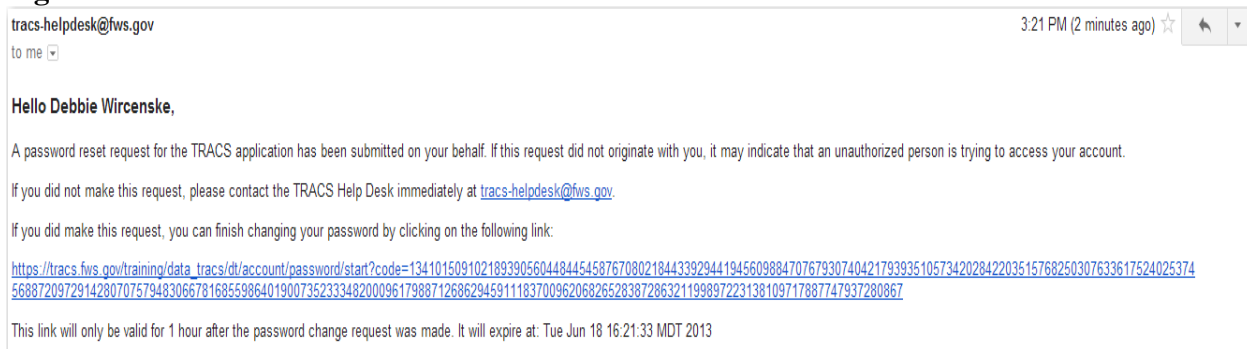 tracs-helpdesk@fws.gov 3:21 PM (2 minutes ago)
to me
Hello Debbie Wircenske,
A password reset request for the TRACS application has been submitted on your behalf. If this request did not originate with you, it may indicate that an unauthorized person is trying to access your account.
If you did not make this request, please contact the TRACS Help Desk immediately at tracs-helpdesk@fws.gov.
If you did make this request, you can finish changing your password by clicking on the following link:
https://tracs.fws.gov/training/data_tracs/dt/account/password/start?code=134101509102189390560448445458767080218443392944194560988470767930740421793935105734202842203515768250307633617524025374
568872097291428070757948306678168559864019007352333482000961798871268629459111837009620682652838728632119989722313810971788774793728086​7
This link will only be valid for 1 hour after the password change request was made. It will expire at: Tue Jun 18 16:21:33 MDT 2013